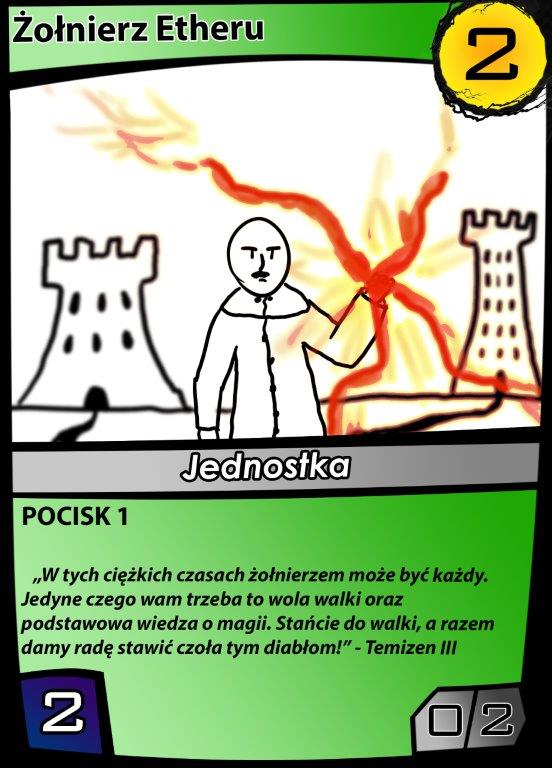 Żołnierz Etheru
2
Jednostka
POCISK 1
„W tych ciężkich czasach żołnierzem może być każdy.
Jedyne czego wam trzeba to wola walki oraz
podstawowa wiedza o magii. Stańcie do walki, a razem
damy radę stawić czoła tym diabłom!” - Temizen III
2
0 2